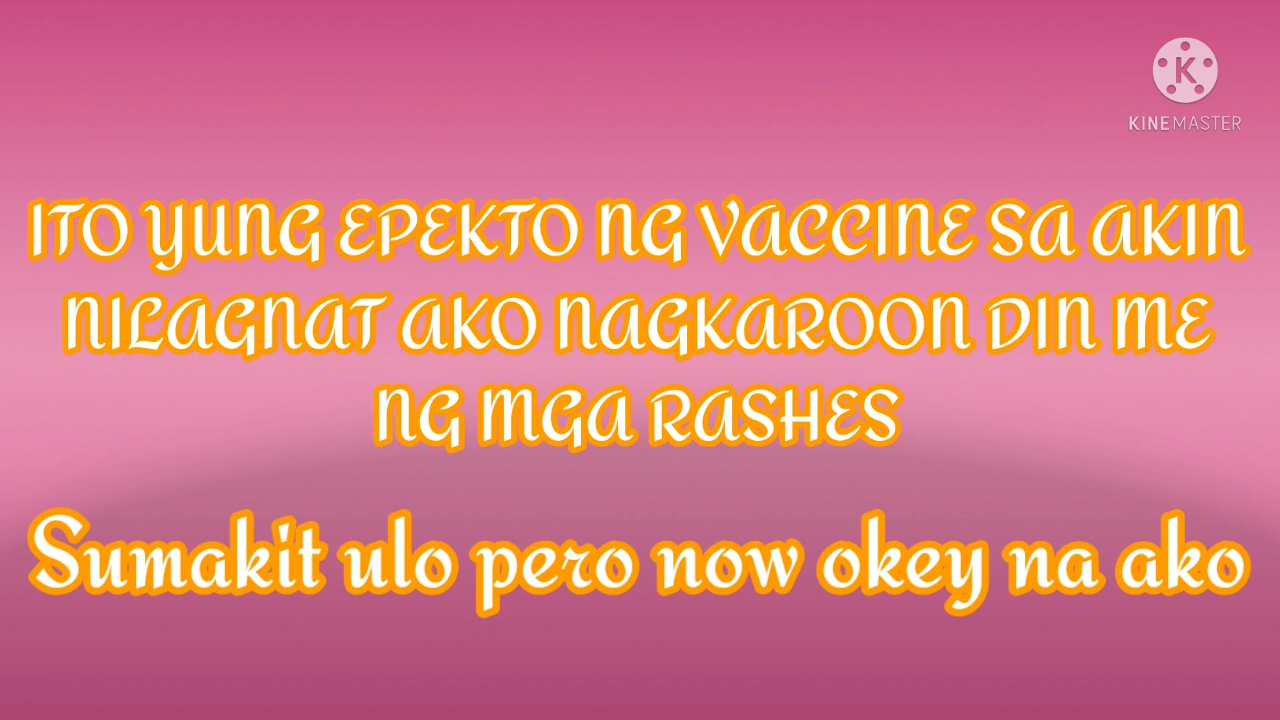 K
KINEMASTER
ITO YUNG EPEKTO NG VACCINE SA AKIN
NILAGNAT AKO NAGKAROON DIN ME
NG MGA RASHES
Sumakit ulo pero now okey na ako